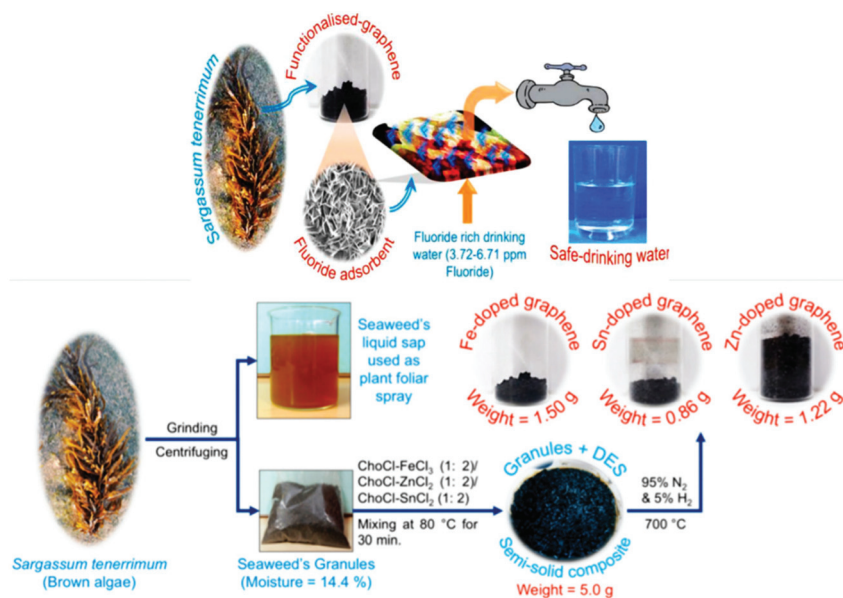 Functionalised-graphene
Sargassum tenerrimum
Fluoride adsorbent
Fluoride rich drinking
water (3.72-6.71 ppm
Fluoride)
Safe-drinking water
Seaweed's
liquid sap
used as
plant foliar
spray
Fe-doped graphene
Weight = 1.50 g
Sn-doped graphene
Weight = 0.86 g
Zn-doped graphene
Weight = 1.22 g
Grinding
Centrifuging
ChoCl-FeCl₃ (1: 2)/
ChoCl-ZnCl₂ (1: 2)/
ChoCl-SnCl₂ (1: 2)
Mixing at 80 °C for
30 min.
Granules + DES
Semi-solid composite
Weight = 5.0 g
95% N₂
& 5% H₂
700 °C
Sargassum tenerrimum
(Brown algae)
Seaweed's Granules
(Moisture = 14.4 %)